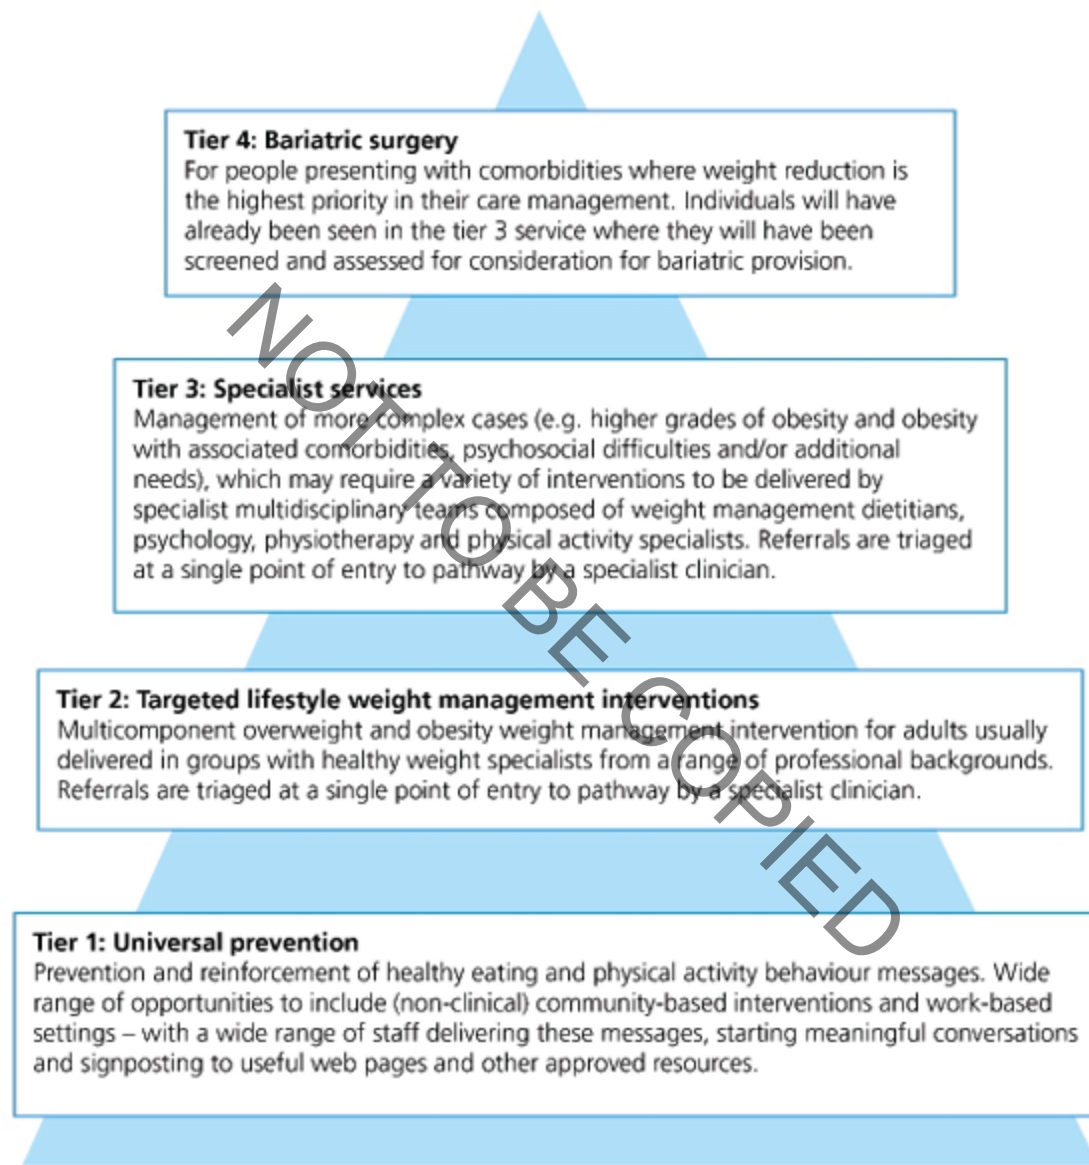 Tier 4: Bariatric surgery
For people presenting with comorbidities where weight reduction is
the highest priority in their care management. Individuals will have
already been seen in the tier 3 service where they will have been
screened and assessed for consideration for bariatric provision.
Tier 3: Specialist services
Management of more complex cases (e.g. higher grades of obesity and obesity
with associated comorbidities, psychosocial difficulties and/or additional
needs), which may require a variety of interventions to be delivered by
specialist multidisciplinary teams composed of weight management dietitians,
psychology, physiotherapy and physical activity specialists. Referrals are triaged
at a single point of entry to pathway by a specialist clinician.
Tier 2: Targeted lifestyle weight management interventions
Multicomponent overweight and obesity weight management intervention for adults usually
delivered in groups with healthy weight specialists from a range of professional backgrounds.
Referrals are triaged at a single point of entry to pathway by a specialist clinician.
Tier 1: Universal prevention
Prevention and reinforcement of healthy eating and physical activity behaviour messages. Wide
range of opportunities to include (non-clinical) community-based interventions and work-based
settings – with a wide range of staff delivering these messages, starting meaningful conversations
and signposting to useful web pages and other approved resources.
NOT TO BE COPIED